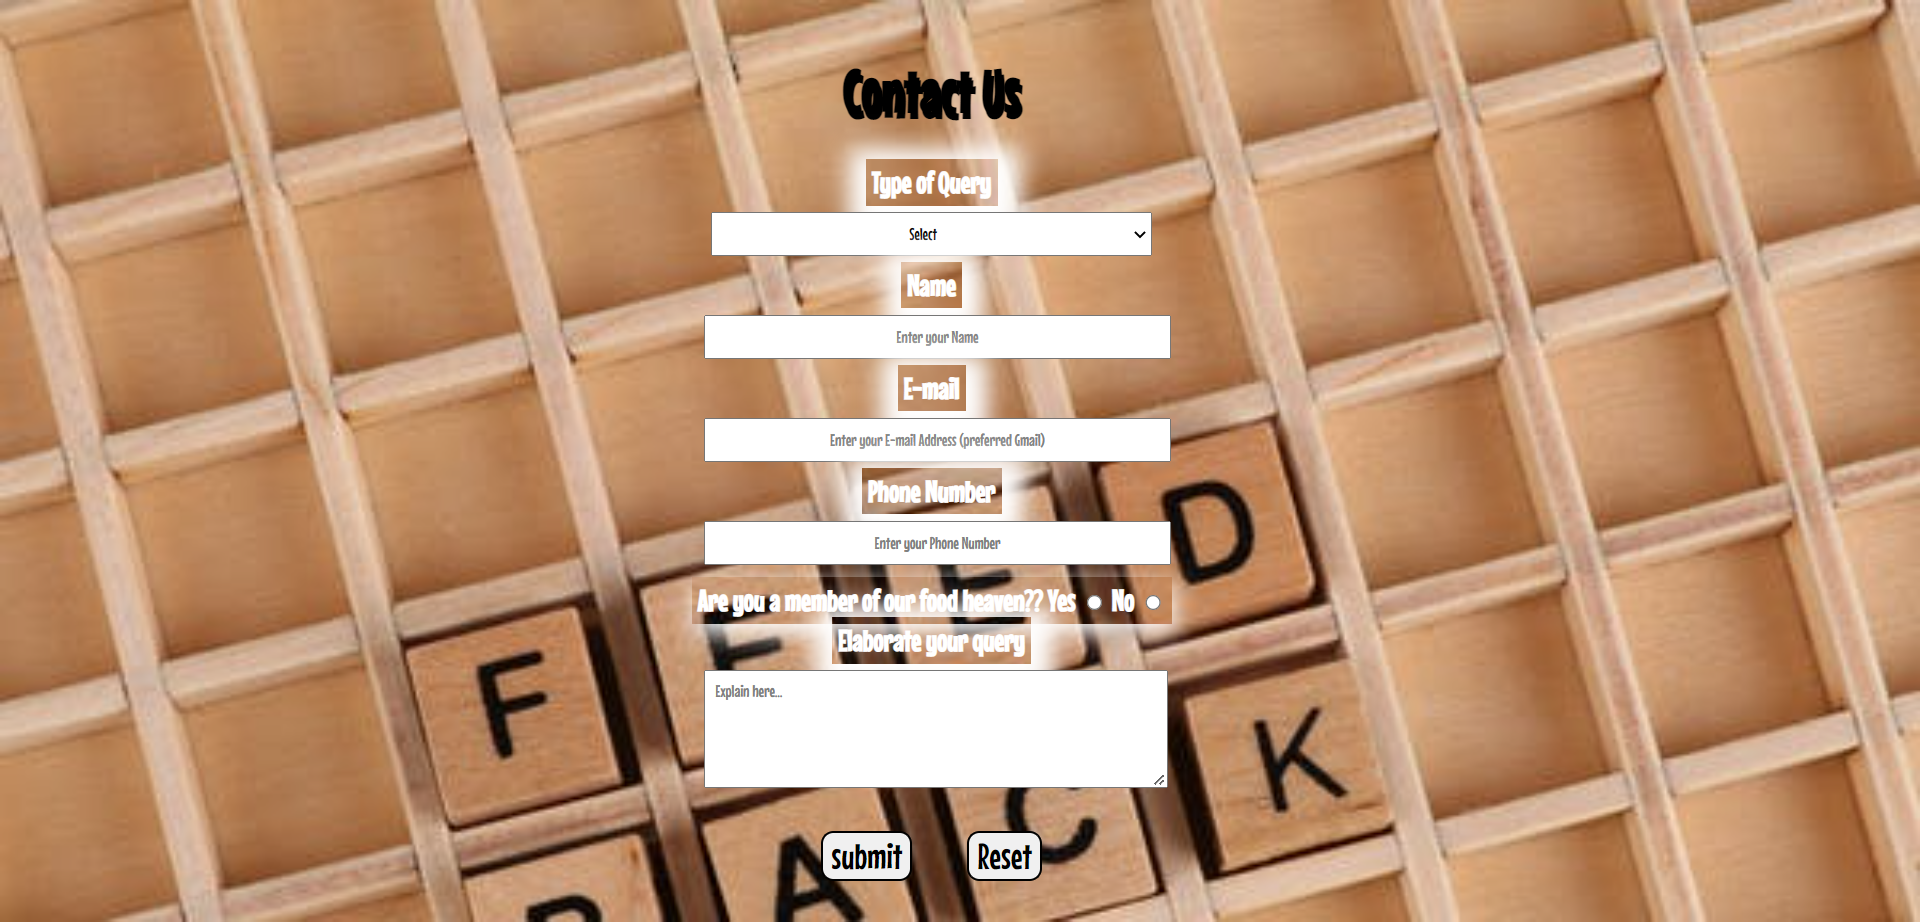 Contact Us
Type of Query
Select
Name
Enter your Name
E-mail
Enter your E-mail Address (preferred Gmail)
Phone Number
Enter your Phone Number
Are you a member of our food heaven?? Yes No
Elaborate your query
Explain here...
submit Reset
F E E D
B A C K